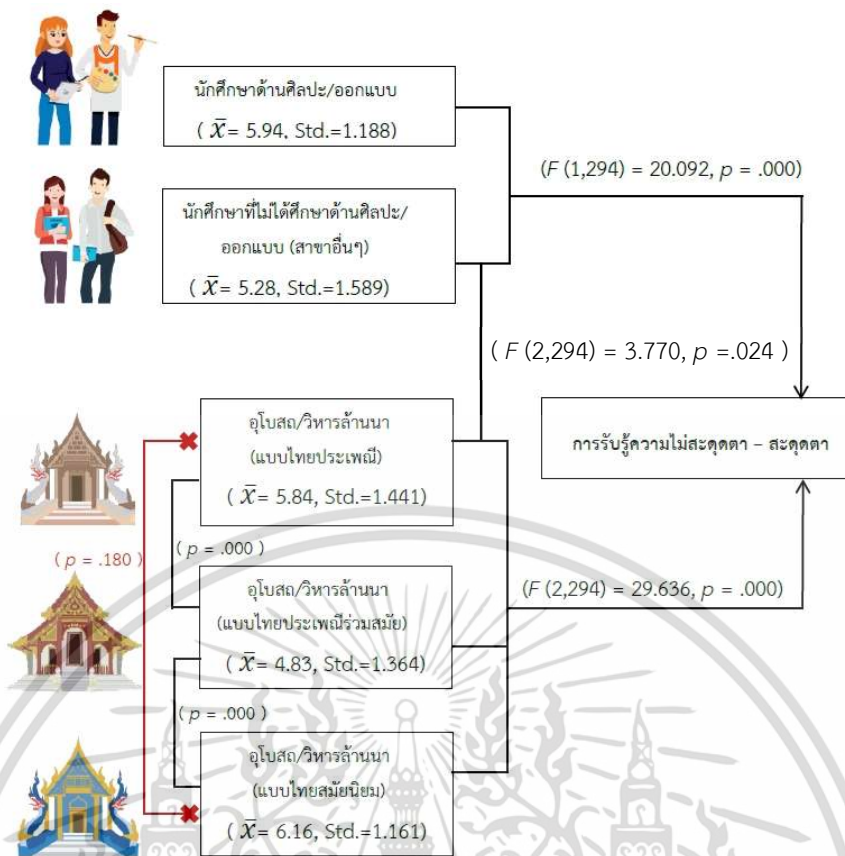 นักศึกษาด้านศิลปะ/ออกแบบ
( x̄ = 5.94, Std.=1.188)
(F (1,294) = 20.092, p = .000)
นักศึกษาที่ไม่ได้ศึกษาด้านศิลปะ/
ออกแบบ (สาขาอื่นๆ)
( x̄ = 5.28, Std.=1.589)
( F (2,294) = 3.770, p =.024 )
อุโบสถ/วิหารล้านนา
(แบบไทยประเพณี)
( x̄ = 5.84, Std.=1.441)
การรับรู้ความไม่สะดุดตา – สะดุดตา
( p = .000 )
( p = .180 )
อุโบสถ/วิหารล้านนา
(แบบไทยประเพณีร่วมสมัย)
( x̄ = 4.83, Std.=1.364)
(F (2,294) = 29.636, p = .000)
( p = .000 )
อุโบสถ/วิหารล้านนา
(แบบไทยสมัยนิยม)
( x̄ = 6.16, Std.=1.161)